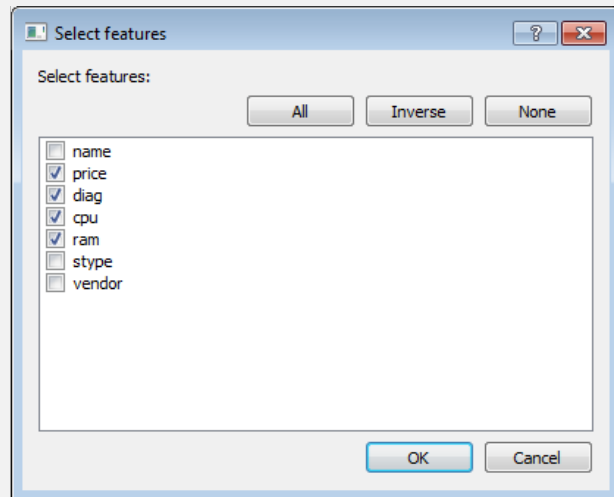 Select features
Select features:
All Inverse None
name
price
diag
cpu
ram
stype
vendor
OK Cancel